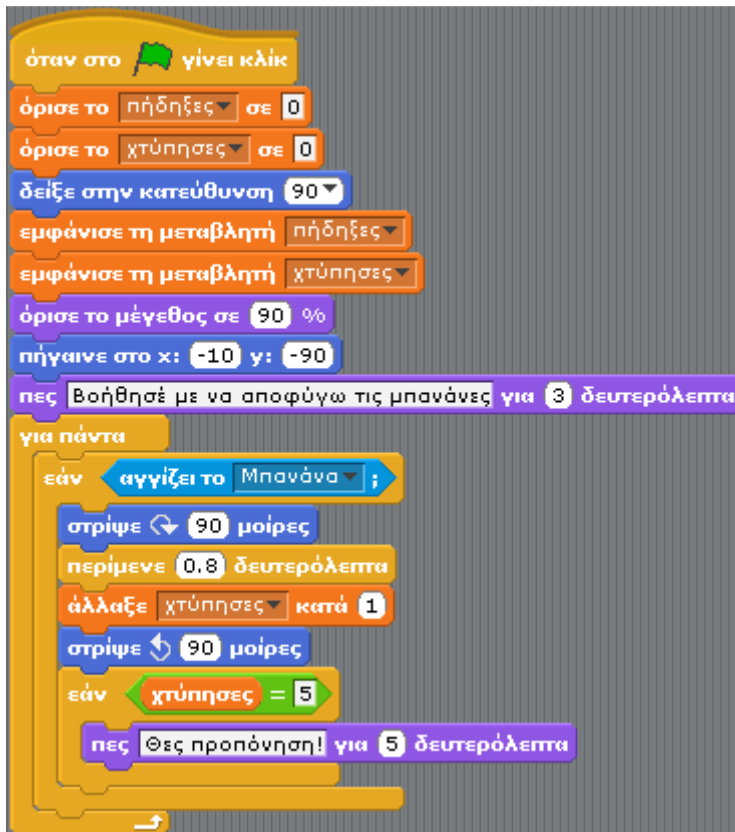 όταν στο γίνει κλίκ
όρισε το πήδηξες σε 0
όρισε το χτύπησες σε 0
δείξε στην κατεύθυνση 90
εμφάνισε τη μεταβλητή πήδηξες
εμφάνισε τη μεταβλητή χτύπησες
όρισε το μέγεθος σε 90 %
πήγαινε στο x: -10 y: -90
πες Βοήθησέ με να αποφύγω τις μπανάνες για 3 δευτερόλεπτα
για πάντα
εάν αγγίζει το Μπανάνα ;
στρίψε 90 μοίρες
περίμενε 0.8 δευτερόλεπτα
άλλαξε χτύπησες κατά 1
στρίψε 90 μοίρες
εάν χτύπησες = 5
πες Θες προπόνηση! για 5 δευτερόλεπτα